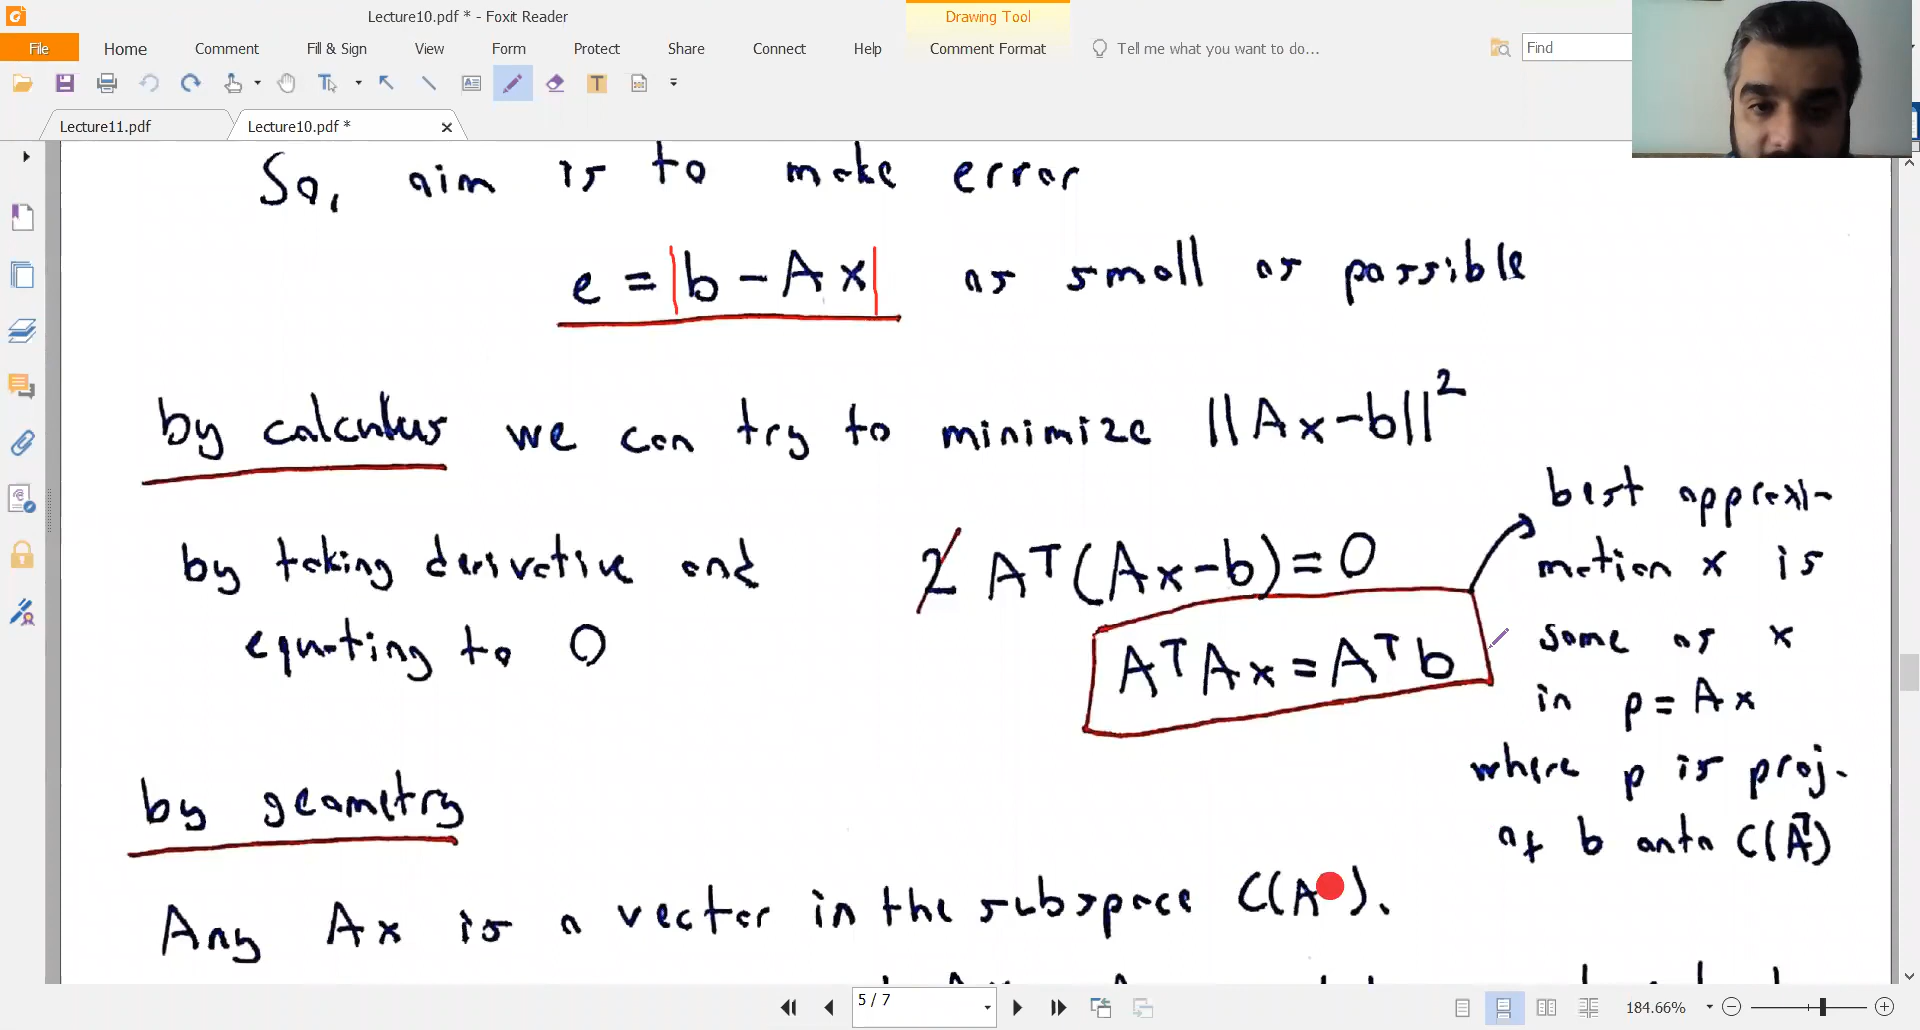 Lecture10.pdf * - Foxit Reader
Drawing Tool
File Home Comment Fill & Sign View Form Protect Share Connect Help Comment Format Tell me what you want to do... Find
Lecture11.pdf Lecture10.pdf *
So, aim is to make error
e = |b - Ax| as small as possible
by calculus we can try to minimize ||Ax-b||²
by taking derivative and 2 Aᵀ(Ax-b)=0
equating to 0 AᵀAx=Aᵀb
best approxi-
mation x is
same as x
in p = Ax
where p is proj.
of b onto C(Aᵀ)
by geometry
Any Ax is a vector in the subspace C(A ).
5 / 7
184.66%